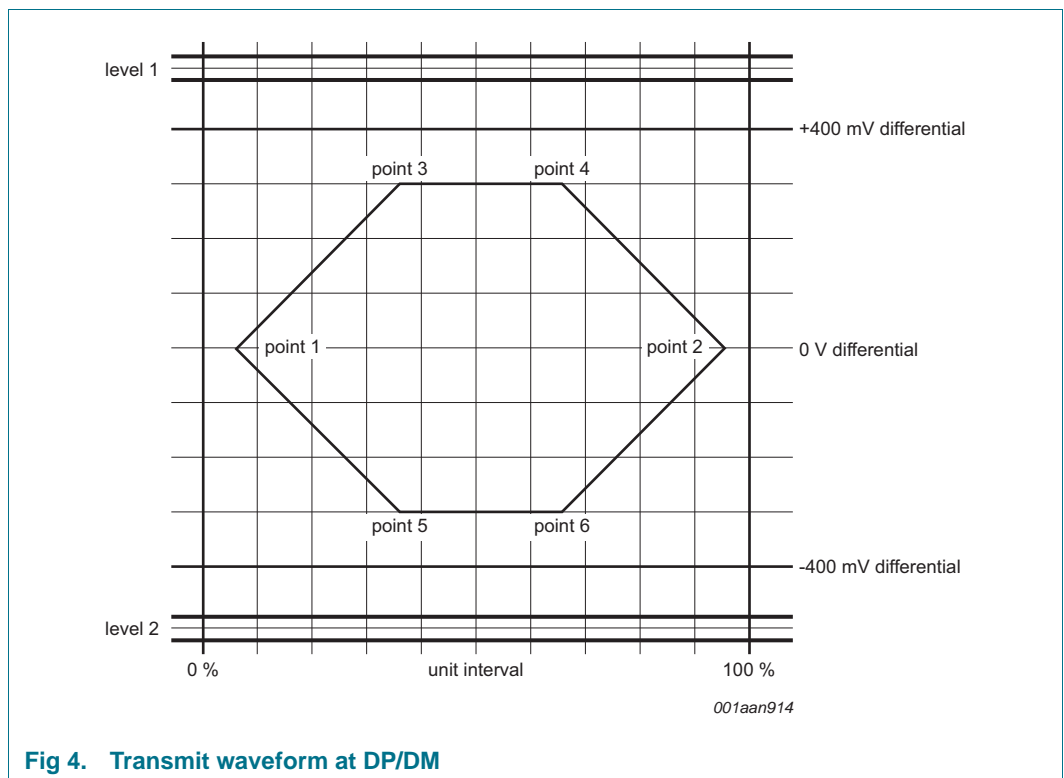 level 1
+400 mV differential
point 3
point 4
point 1
point 2
0 V differential
point 5
point 6
-400 mV differential
level 2
0 %
unit interval
100 %
001aan914
Fig 4. Transmit waveform at DP/DM